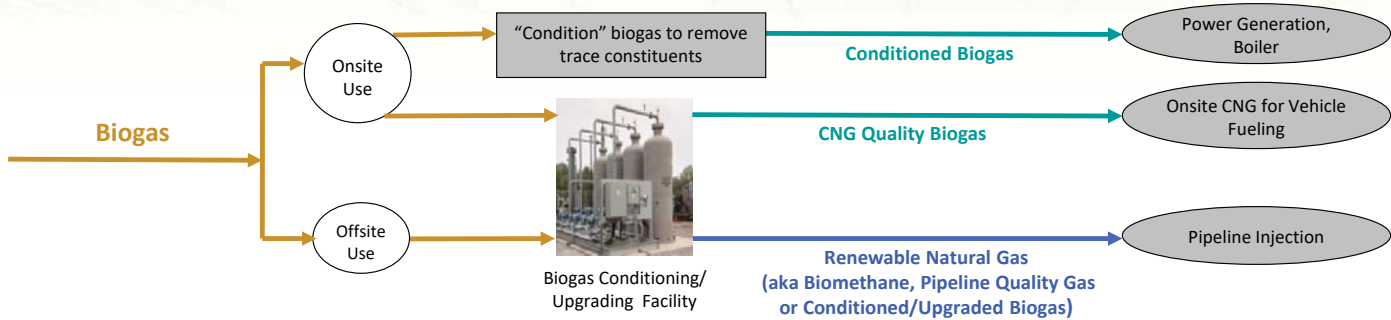 Biogas
Onsite
Use
Offsite
Use
“Condition” biogas to remove
trace constituents
Conditioned Biogas
Power Generation,
Boiler
CNG Quality Biogas
Onsite CNG for Vehicle
Fueling
Biogas Conditioning/
Upgrading Facility
Renewable Natural Gas
(aka Biomethane, Pipeline Quality Gas
or Conditioned/Upgraded Biogas)
Pipeline Injection